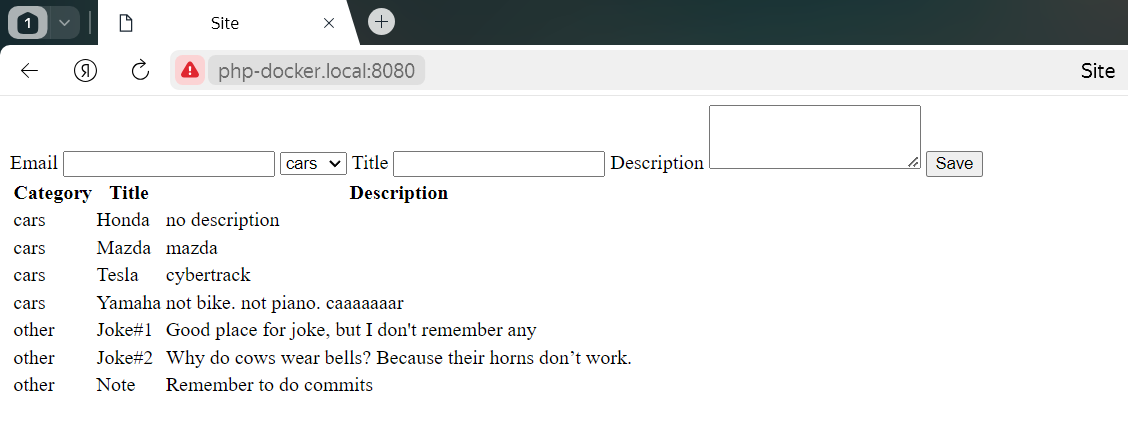 1 Site
Я php-docker.local:8080 Site
Email cars Title Description Save
Category Title Description
cars Honda no description
cars Mazda mazda
cars Tesla cybertrack
cars Yamaha not bike. not piano. caaaaaaar
other Joke#1 Good place for joke, but I don't remember any
other Joke#2 Why do cows wear bells? Because their horns don’t work.
other Note Remember to do commits